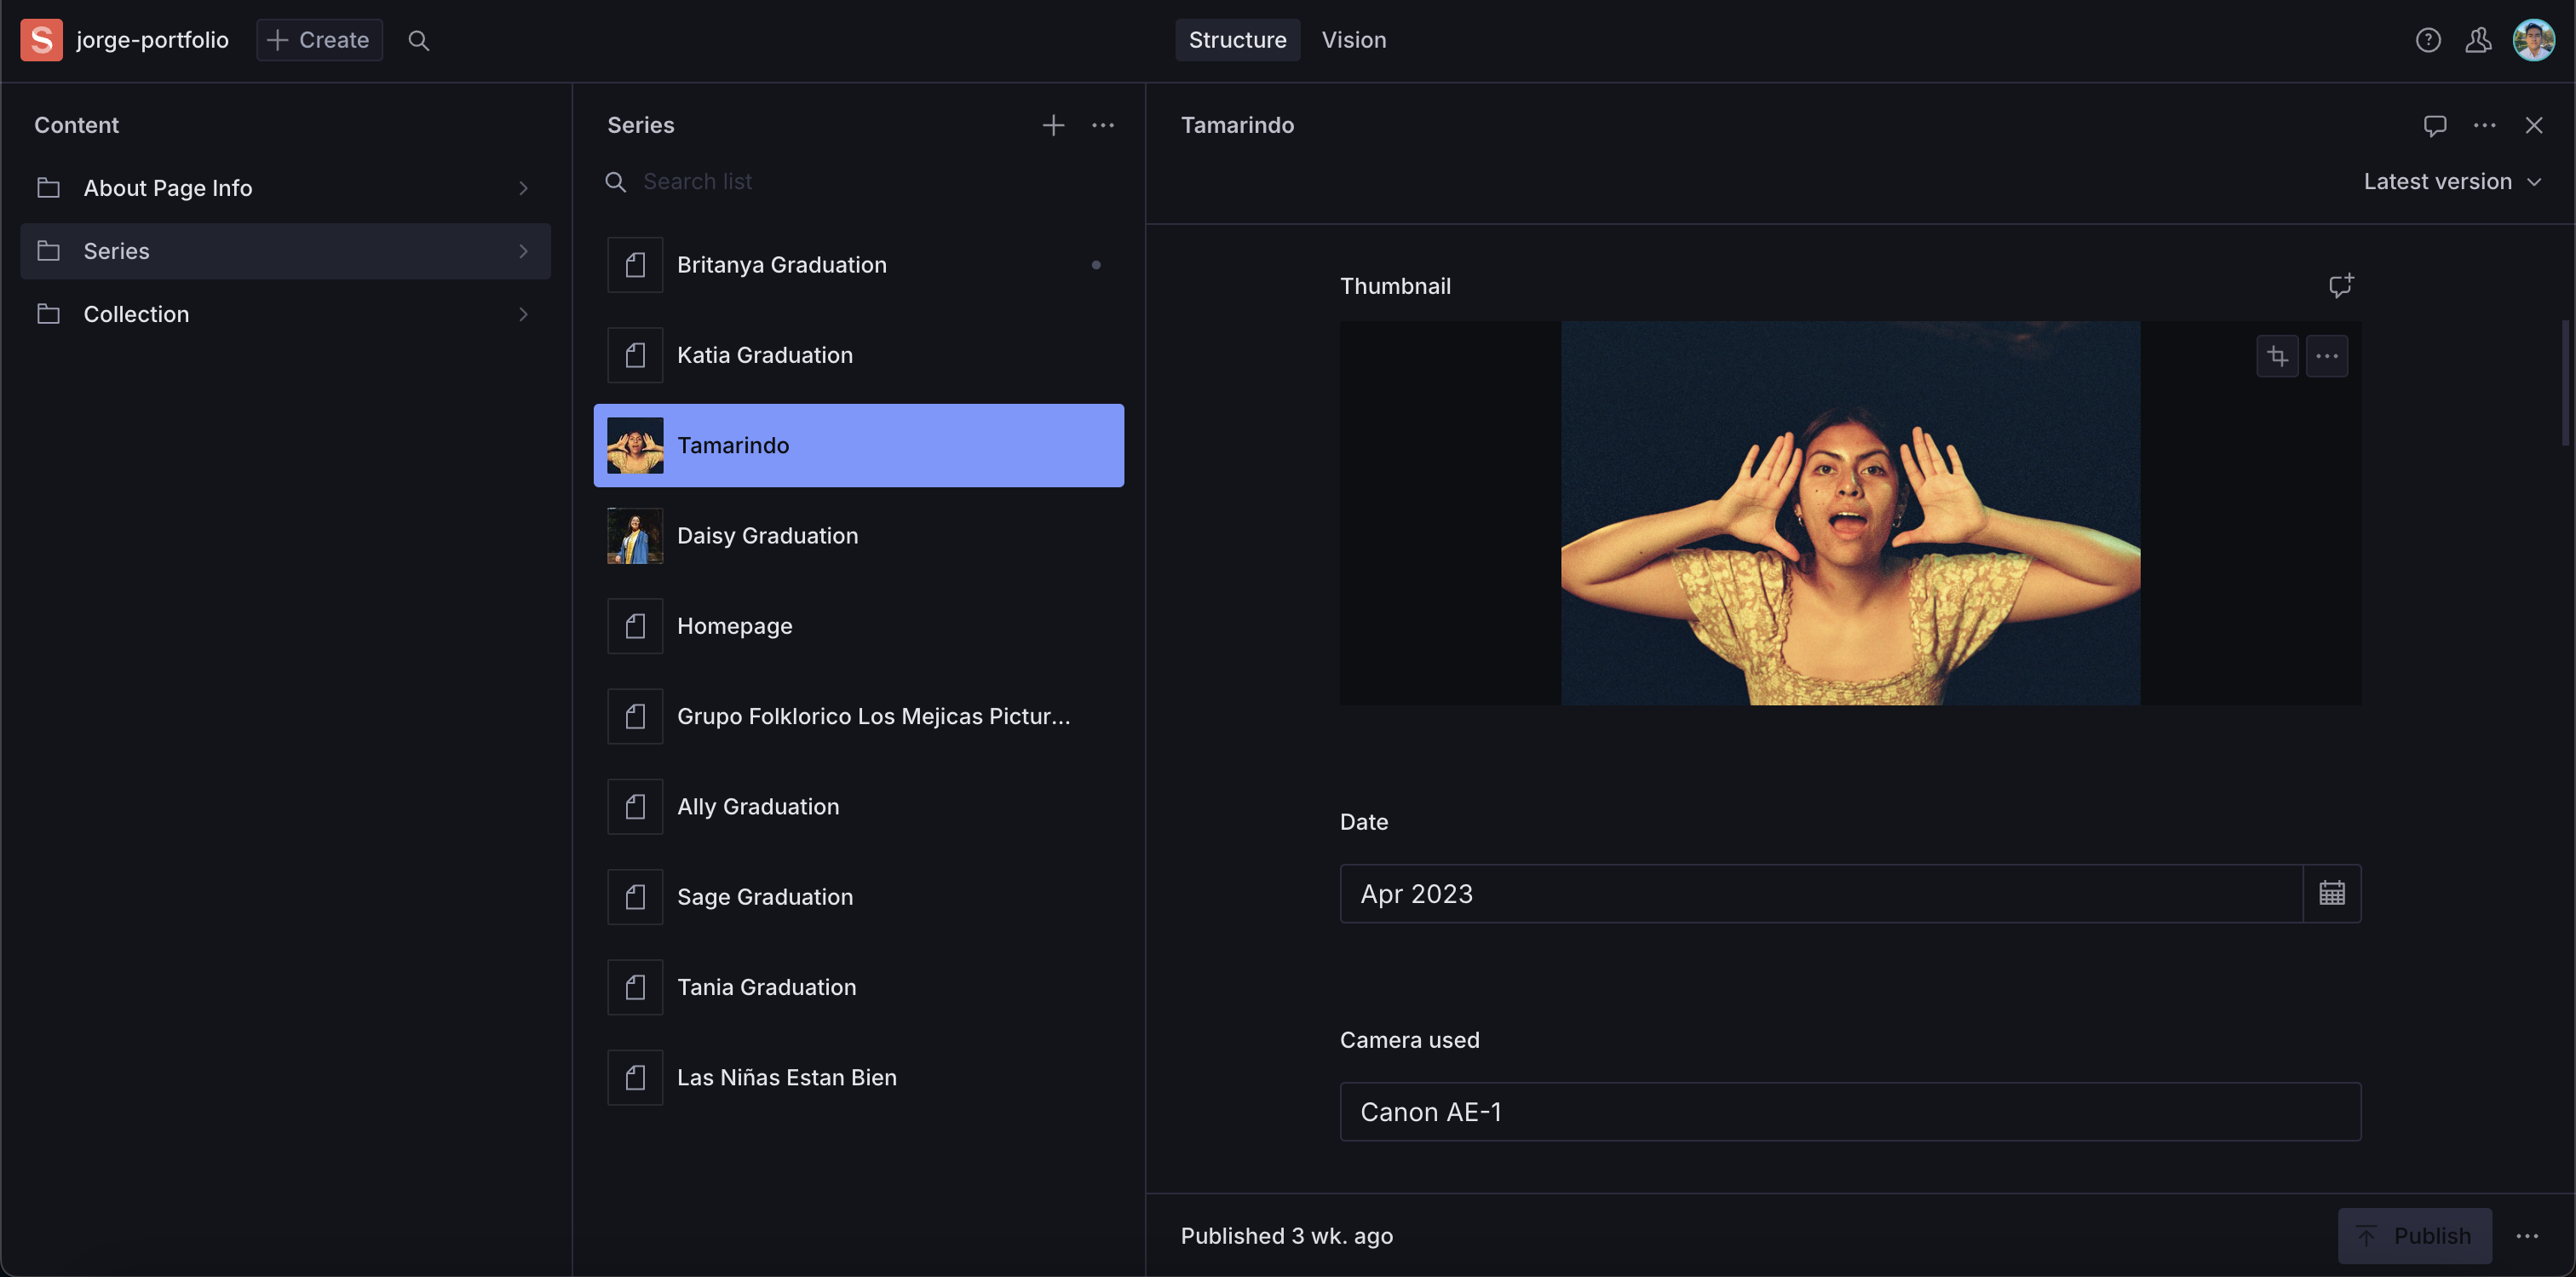 S jorge-portfolio
Create
Structure
Vision
Content
About Page Info
Series
Collection
Series
Search list
Britanya Graduation
Katia Graduation
Tamarindo
Daisy Graduation
Homepage
Grupo Folklorico Los Mejicas Pictur...
Ally Graduation
Sage Graduation
Tania Graduation
Las Niñas Estan Bien
Tamarindo
Latest version
Thumbnail
Date
Apr 2023
Camera used
Canon AE-1
Published 3 wk. ago
Publish